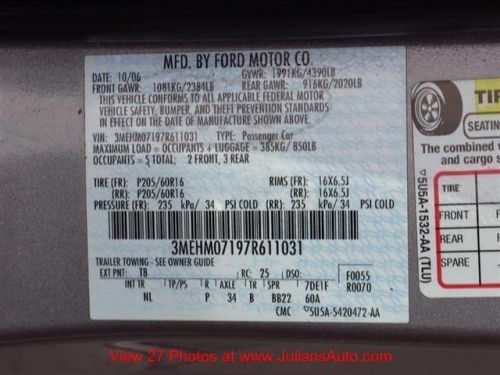 MFD. BY FORD MOTOR CO.
DATE: 10/06 GVWR: 1991KG/4390LB
FRONT GAWR: 1081KG/2384LB REAR GAWR: 916KG/2020LB
THIS VEHICLE CONFORMS TO ALL APPLICABLE FEDERAL MOTOR
VEHICLE SAFETY, BUMPER, AND THEFT PREVENTION STANDARDS
IN EFFECT ON THE DATE OF MANUFACTURE SHOWN ABOVE.
VIN: 3MEHM07197R611031 TYPE: Passenger Car
MAXIMUM LOAD = OCCUPANTS + LUGGAGE = 385KG/ 850LB
OCCUPANTS = 5 TOTAL: 2 FRONT, 3 REAR
TIRE (FR): P205/60R16 RIMS (FR): 16X6.5J
TIRE (RR): P205/60R16 RIMS (RR): 16X6.5J
PRESSURE (FR): 235 kPa/ 34 PSI COLD (RR): 235 kPa/ 34 PSI COLD
3MEHM07197R611031
TRAILER TOWING - SEE OWNER GUIDE
EXT PNT: T8 RC: 25 DSO: F0055
R0070
INT TR TP/PS R AXLE TR SPR 7DE1F
NL P 34 B BB22 60A
CMC 5U5A-5420472-AA
5U5A-1532-AA (TLU)
TIR
SEATING
The combined
and cargo s
TIRE
FRONT P
REAR P
SPARE
View 27 Photos at www.JuliansAuto.com